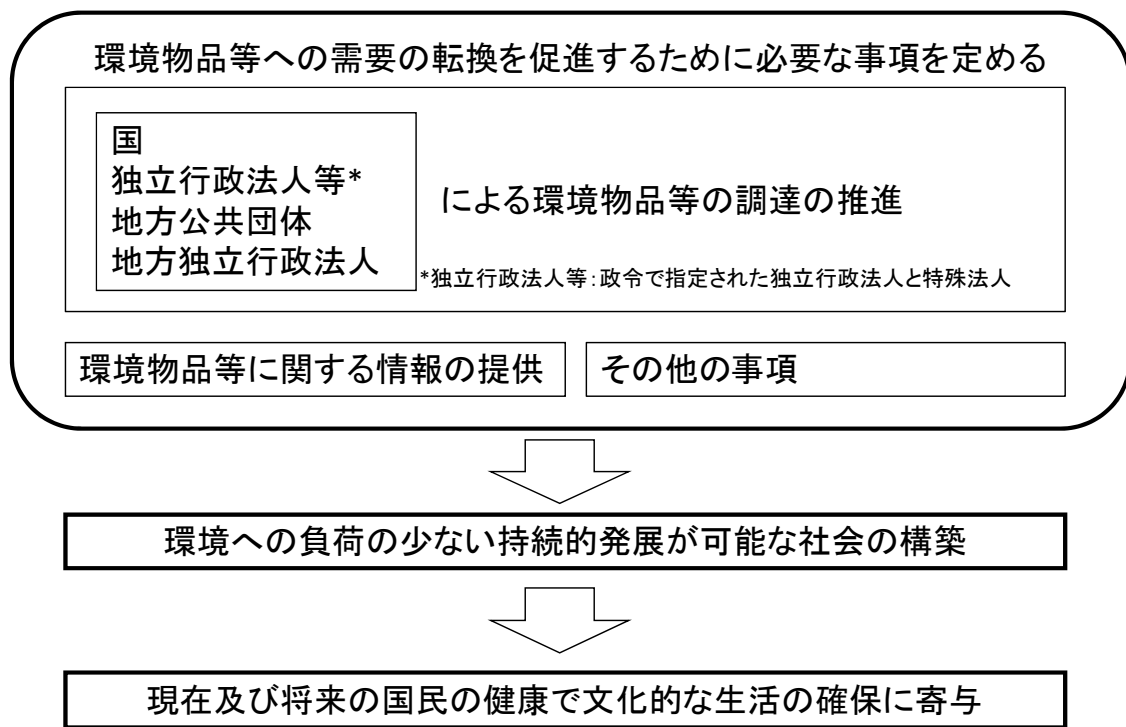 環境物品等への需要の転換を促進するために必要な事項を定める
国
独立行政法人等*
地方公共団体
地方独立行政法人
による環境物品等の調達の推進
*独立行政法人等：政令で指定された独立行政法人と特殊法人
環境物品等に関する情報の提供
その他の事項
環境への負荷の少ない持続的発展が可能な社会の構築
現在及び将来の国民の健康で文化的な生活の確保に寄与